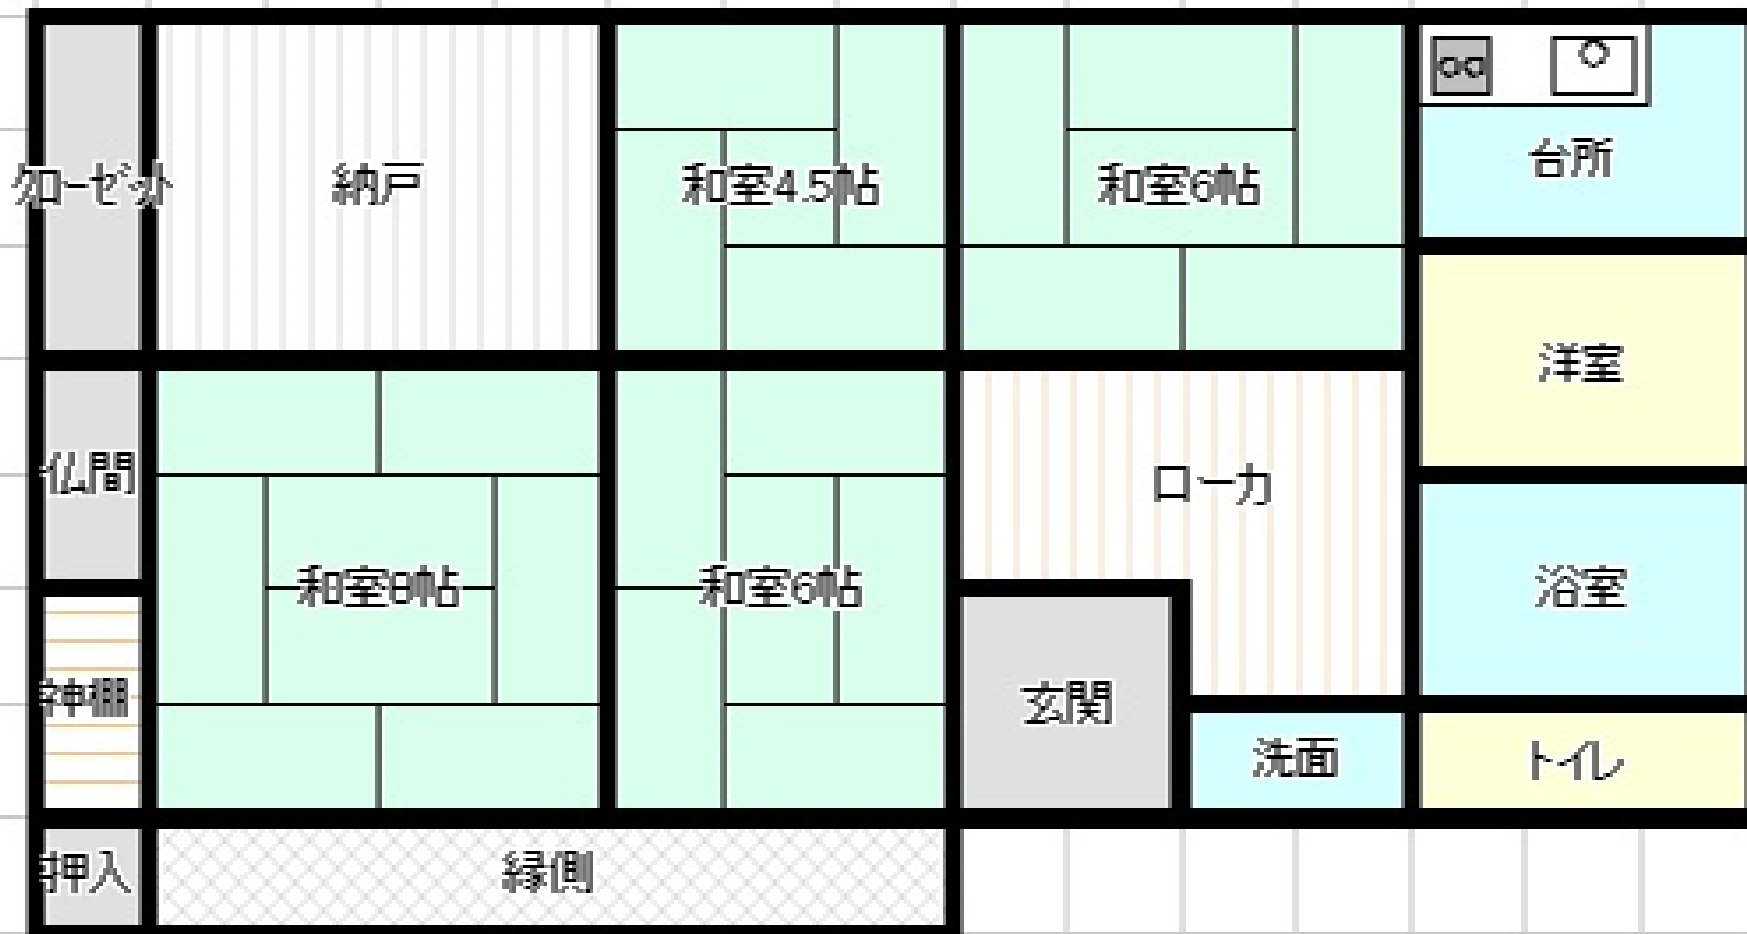 クローゼット
納戸
和室4.5帖
和室6帖
台所
洋室
仏間
和室8帖
和室6帖
ローカ
浴室
神棚
玄関
洗面
トイレ
押入
縁側